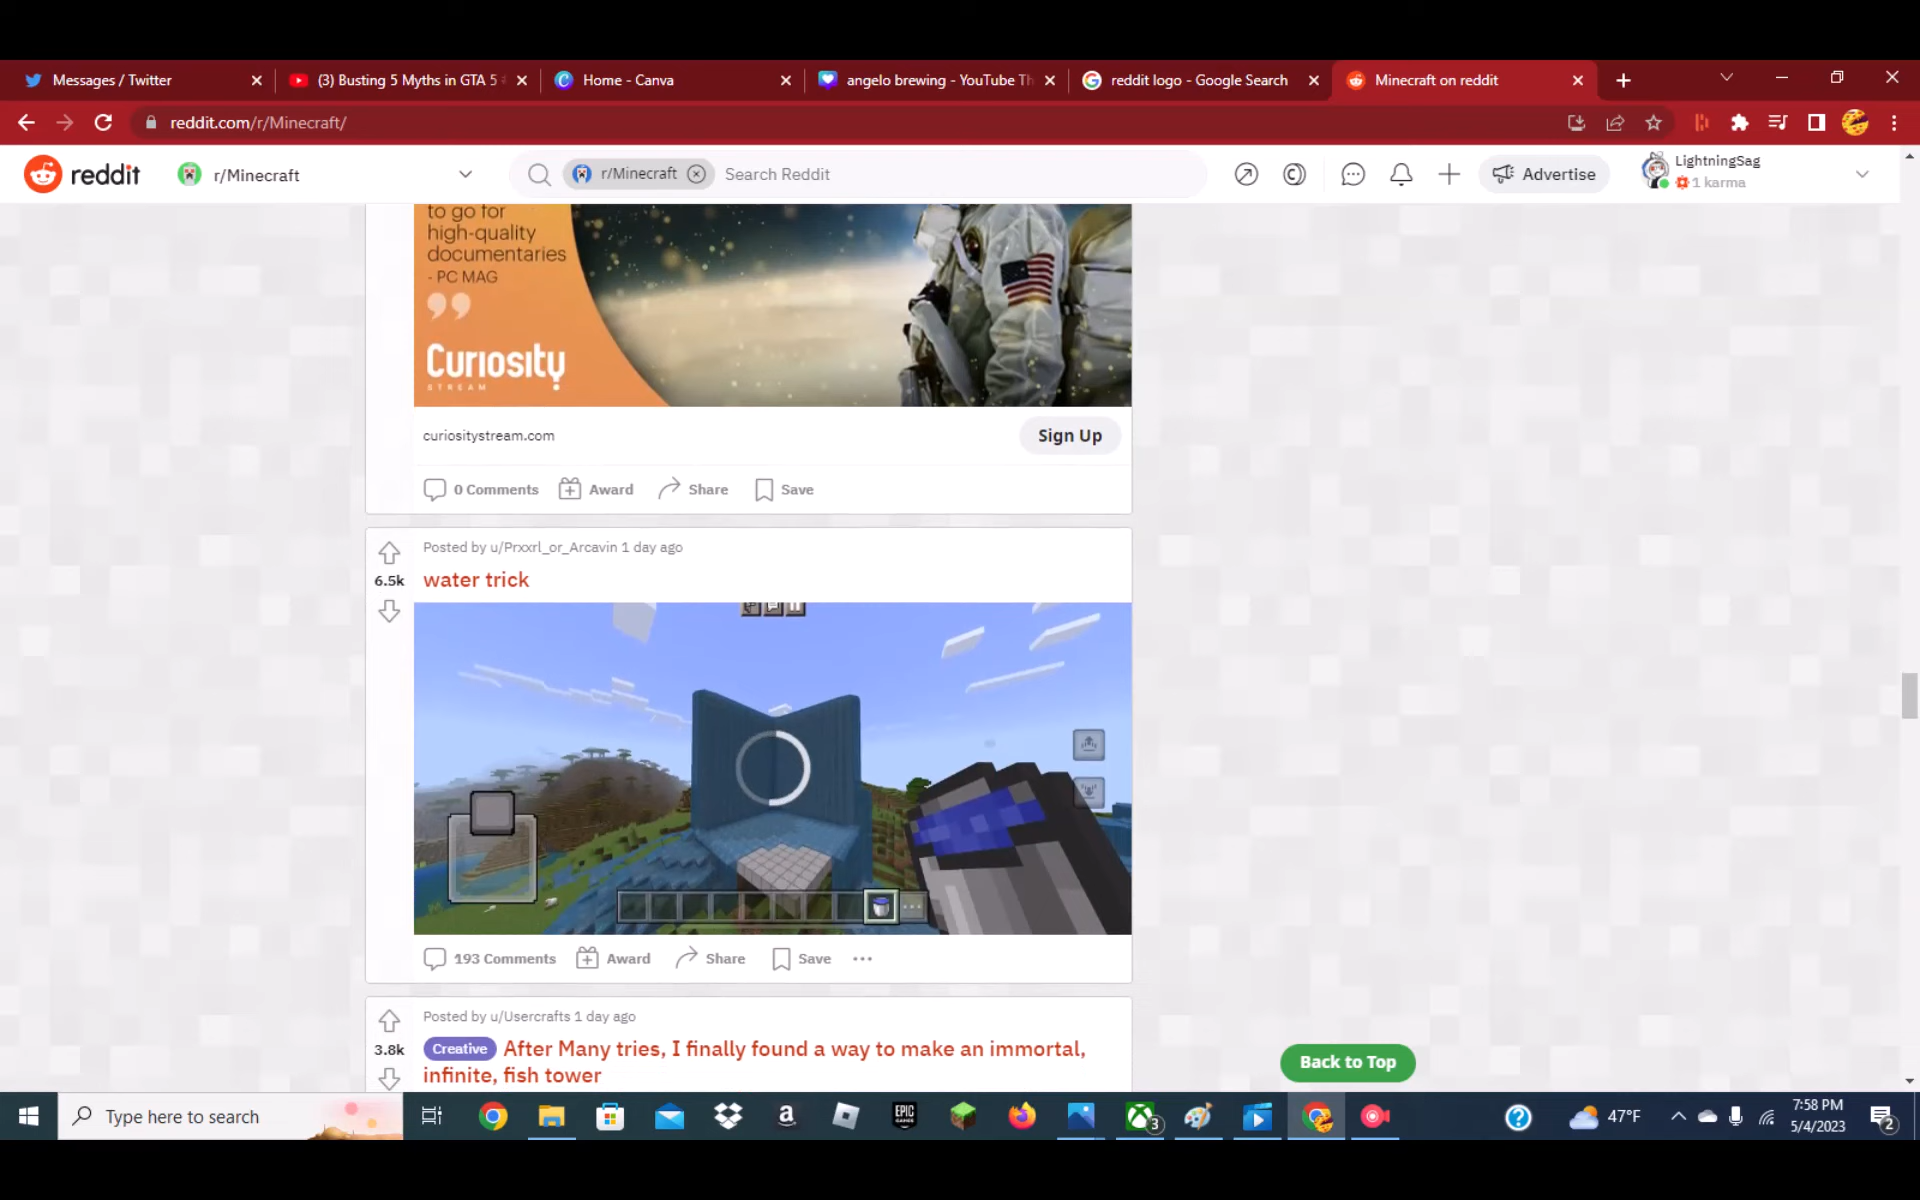 Messages / Twitter
(3) Busting 5 Myths in GTA 5
Home - Canva
angelo brewing - YouTube Th
reddit logo - Google Search
Minecraft on reddit
reddit.com/r/Minecraft/
reddit
r/Minecraft
r/Minecraft
Search Reddit
Advertise
LightningSag
1 karma
to go for
high-quality
documentaries
- PC MAG
Curiosity
STREAM
curiositystream.com
Sign Up
0 Comments
Award
Share
Save
Posted by u/Prxxrl_or_Arcavin 1 day ago
6.5k
water trick
193 Comments
Award
Share
Save
Posted by u/Usercrafts 1 day ago
3.8k
Creative
After Many tries, I finally found a way to make an immortal,
infinite, fish tower
Back to Top
Type here to search
EPIC
GAMES
3
47°F
7:58 PM
5/4/2023
2